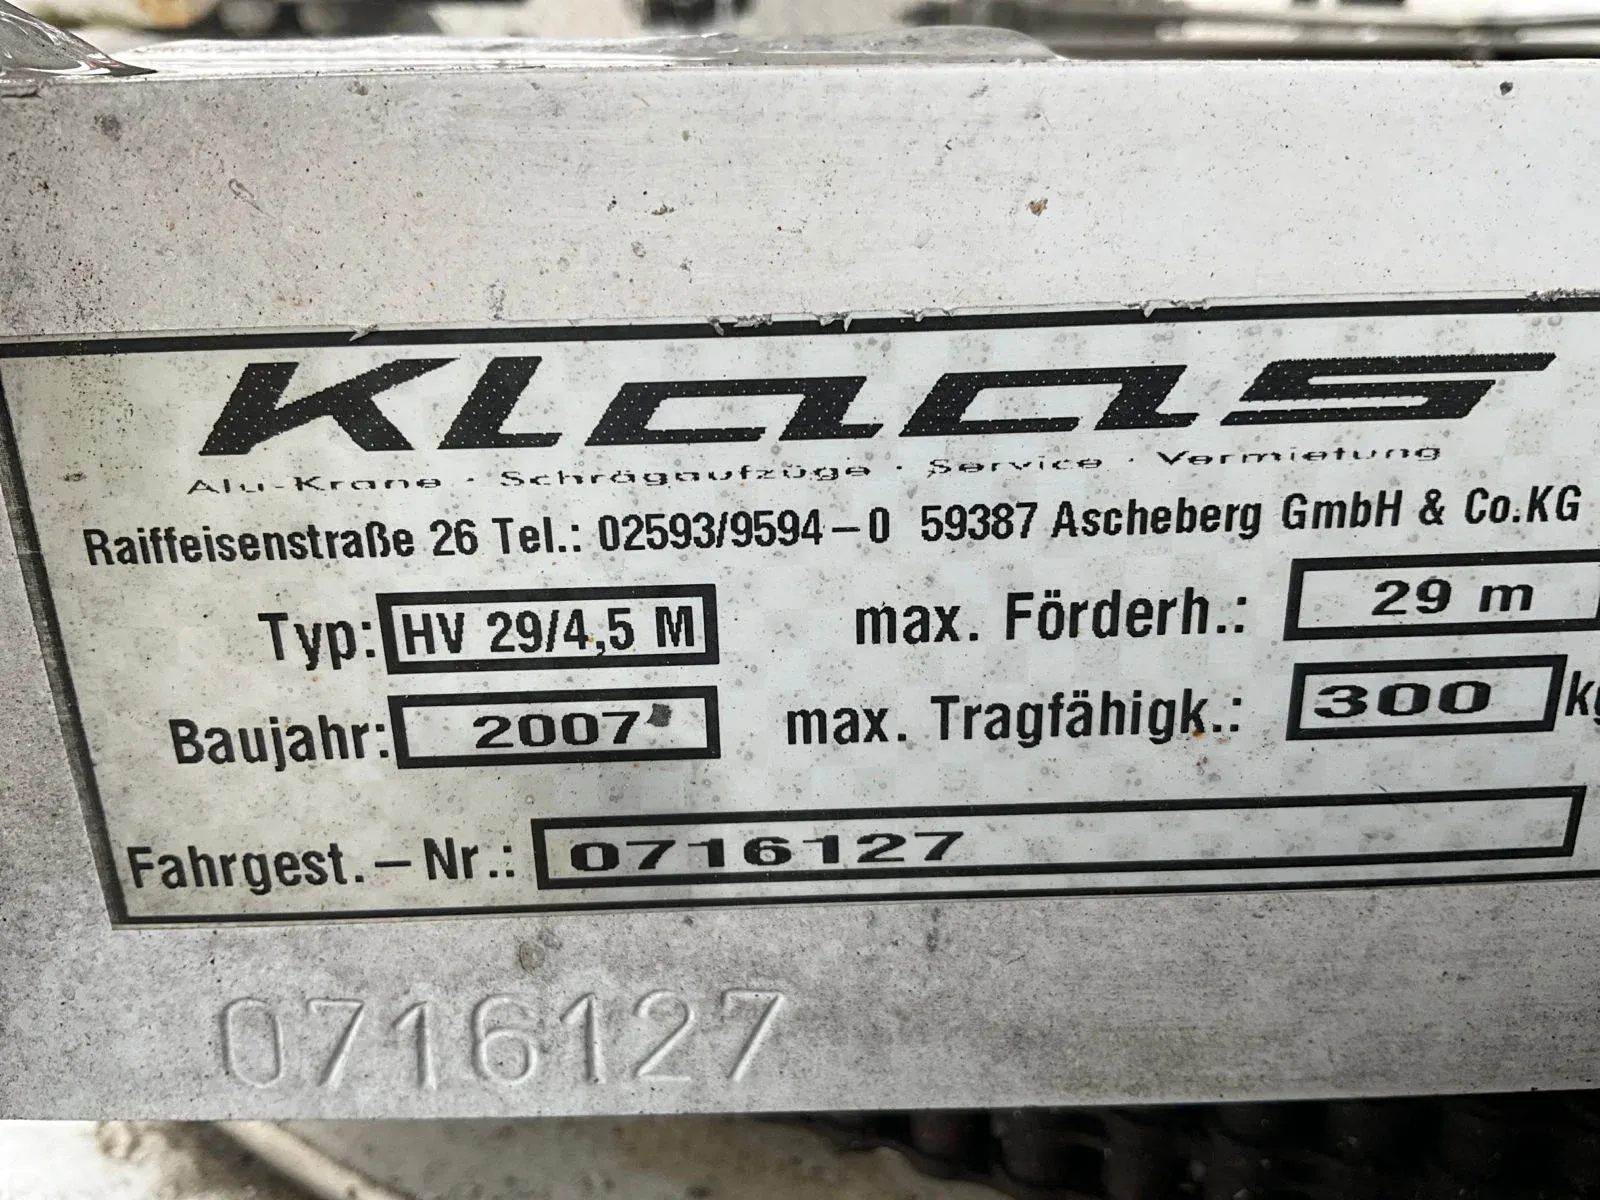 Klaas
Alu-Krane · Schrägaufzüge · Service · Vermietung
Raiffeisenstraße 26 Tel.: 02593/9594-0 59387 Ascheberg GmbH & Co.KG
Typ: HV 29/4,5 M max. Förderh.: 29 m
Baujahr: 2007 max. Tragfähigk.: 300 kg
Fahrgest.-Nr.: 0716127
0716127